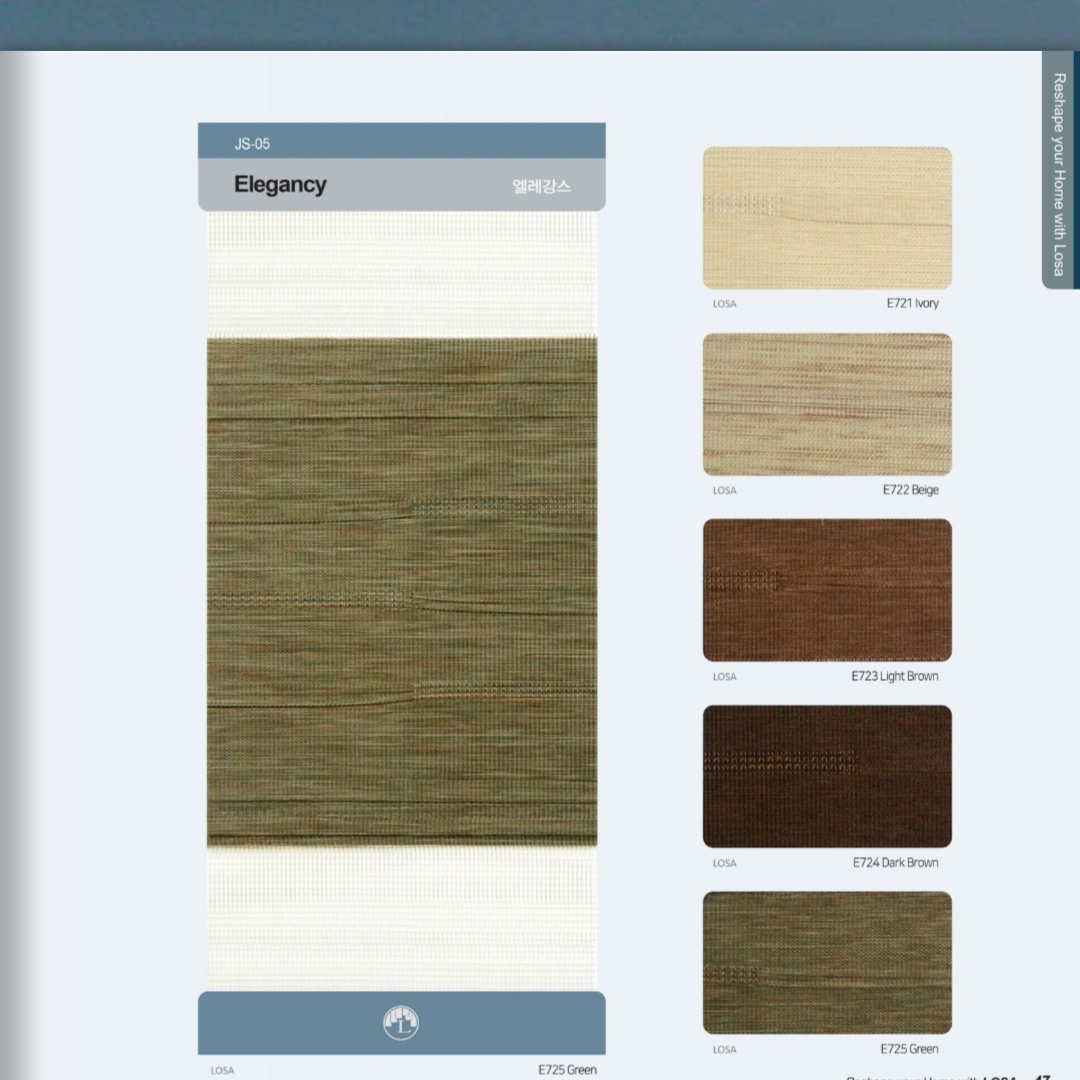 JS-05
Elegancy
엘레강스
LOSA
E725 Green
LOSA
E721 Ivory
LOSA
E722 Beige
LOSA
E723 Light Brown
LOSA
E724 Dark Brown
LOSA
E725 Green
Reshape your Home with Losa
L